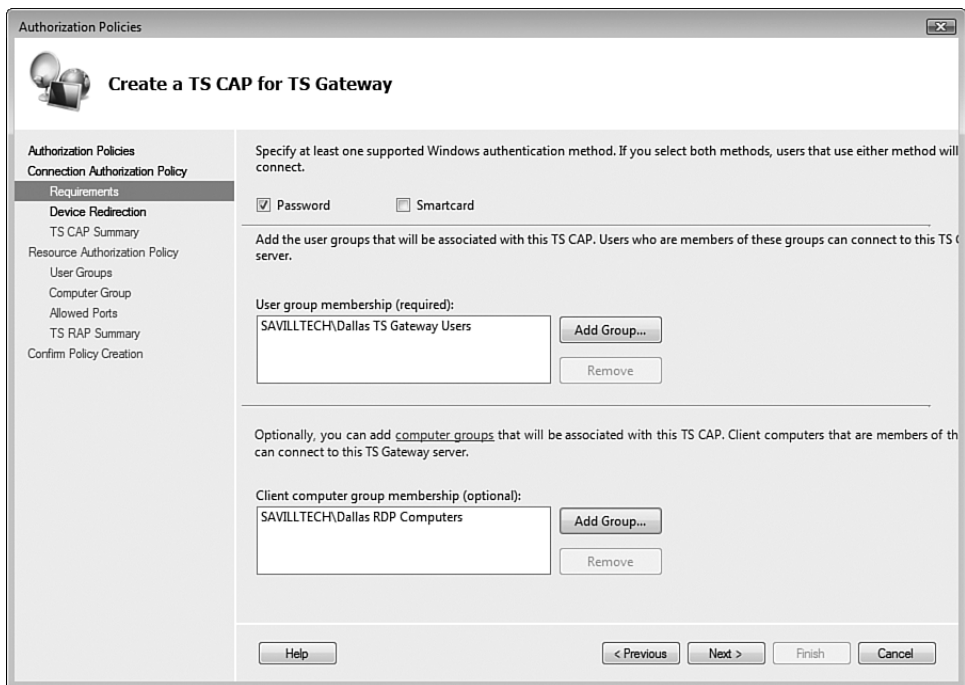 Authorization Policies
Create a TS CAP for TS Gateway
Authorization Policies
Connection Authorization Policy
Requirements
Device Redirection
TS CAP Summary
Resource Authorization Policy
User Groups
Computer Group
Allowed Ports
TS RAP Summary
Confirm Policy Creation
Specify at least one supported Windows authentication method. If you select both methods, users that use either method will
connect.
Password
Smartcard
Add the user groups that will be associated with this TS CAP. Users who are members of these groups can connect to this TS
server.
User group membership (required):
SAVILLTECH\Dallas TS Gateway Users
Add Group...
Remove
Optionally, you can add computer groups that will be associated with this TS CAP. Client computers that are members of th
can connect to this TS Gateway server.
Client computer group membership (optional):
SAVILLTECH\Dallas RDP Computers
Add Group...
Remove
Help
< Previous
Next >
Finish
Cancel